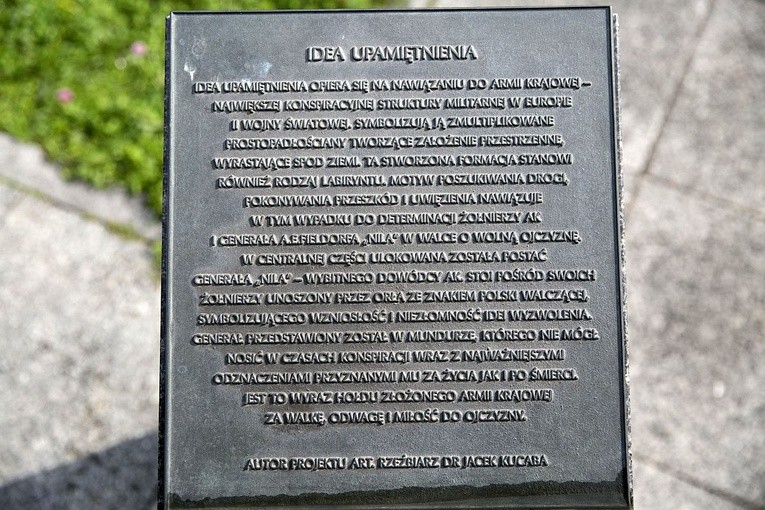 IDEA UPAMIĘTNIENIA
IDEA UPAMIĘTNIENIA OPIERA SIĘ NA NAWIĄZANIU DO ARMII KRAJOWEJ –
NAJWIĘKSZEJ KONSPIRACYJNEJ STRUKTURY MILITARNEJ W EUROPIE
II WOJNY ŚWIATOWEJ. SYMBOLIZUJĄ JĄ ZMULTIPLIKOWANE
PROSTOPADŁOŚCIANY TWORZĄCE ZAŁOŻENIE PRZESTRZENNE,
WYRASTAJĄCE SPOD ZIEMI. TA STWORZONA FORMACJA STANOWI
RÓWNIEŻ RODZAJ LABIRYNTU. MOTYW POSZUKIWANIA DROGI,
POKONYWANIA PRZESZKÓD I UWIĘZIENIA NAWIĄZUJE
W TYM WYPADKU DO DETERMINACJI ŻOŁNIERZY AK
I GENERAŁA A.E.FIELDORFA „NILA" W WALCE O WOLNĄ OJCZYZNĘ.
W CENTRALNEJ CZĘŚCI ULOKOWANA ZOSTAŁA POSTAĆ
GENERAŁA „NILA" – WYBITNEGO DOWÓDCY AK. STOI POŚRÓD SWOICH
ŻOŁNIERZY UNOSZONY PRZEZ ORŁA ZE ZNAKIEM POLSKI WALCZĄCEJ,
SYMBOLIZUJĄCEGO WZNIOSŁOŚĆ I NIEZŁOMNOŚĆ IDEI WYZWOLENIA.
GENERAŁ PRZEDSTAWIONY ZOSTAŁ W MUNDURZE, KTÓREGO NIE MÓGŁ
NOSIĆ W CZASACH KONSPIRACJI WRAZ Z NAJWAŻNIEJSZYMI
ODZNACZENIAMI PRZYZNANYMI MU ZA ŻYCIA JAK I PO ŚMIERCI.
JEST TO WYRAZ HOŁDU ZŁOŻONEGO ARMII KRAJOWEJ
ZA WALKĘ, ODWAGĘ I MIŁOŚĆ DO OJCZYZNY.
AUTOR PROJEKTU ART. RZEŹBIARZ DR JACEK KUCABA